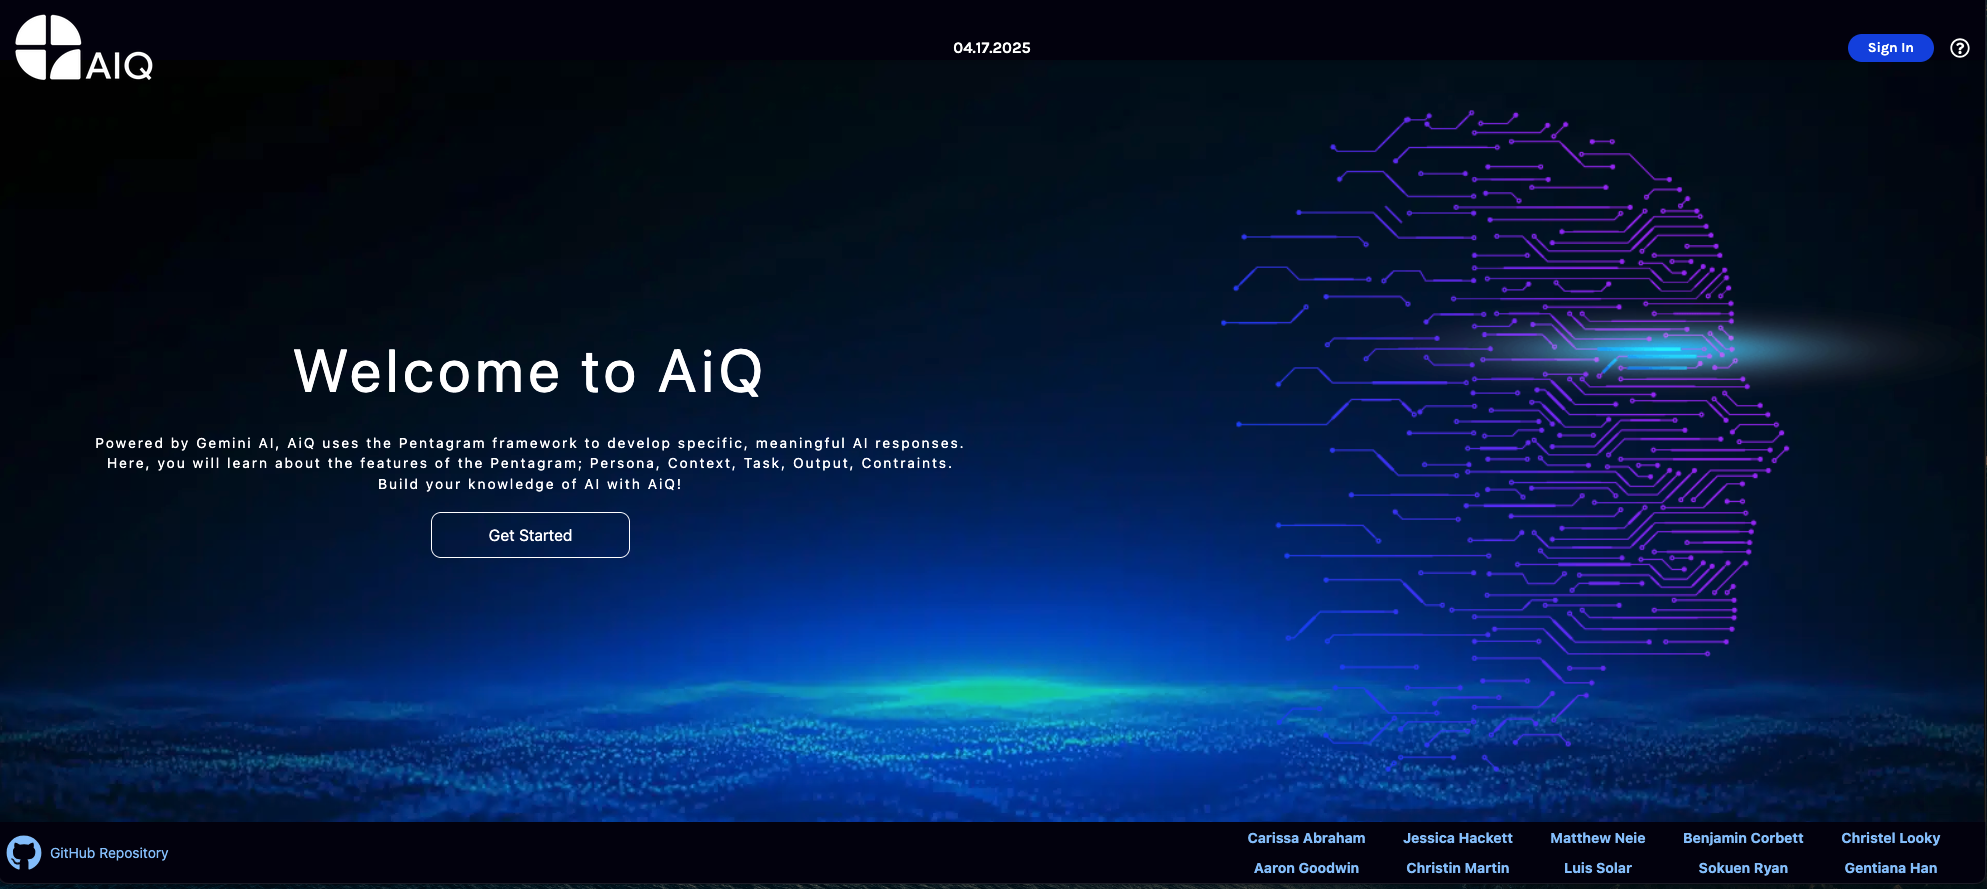 AIQ
04.17.2025
Sign In
?
Welcome to AiQ
Powered by Gemini AI, AiQ uses the Pentagram framework to develop specific, meaningful AI responses.
Here, you will learn about the features of the Pentagram; Persona, Context, Task, Output, Contraints.
Build your knowledge of AI with AiQ!
Get Started
GitHub Repository
Carissa Abraham Jessica Hackett Matthew Neie Benjamin Corbett Christel Looky
Aaron Goodwin Christin Martin Luis Solar Sokuen Ryan Gentiana Han